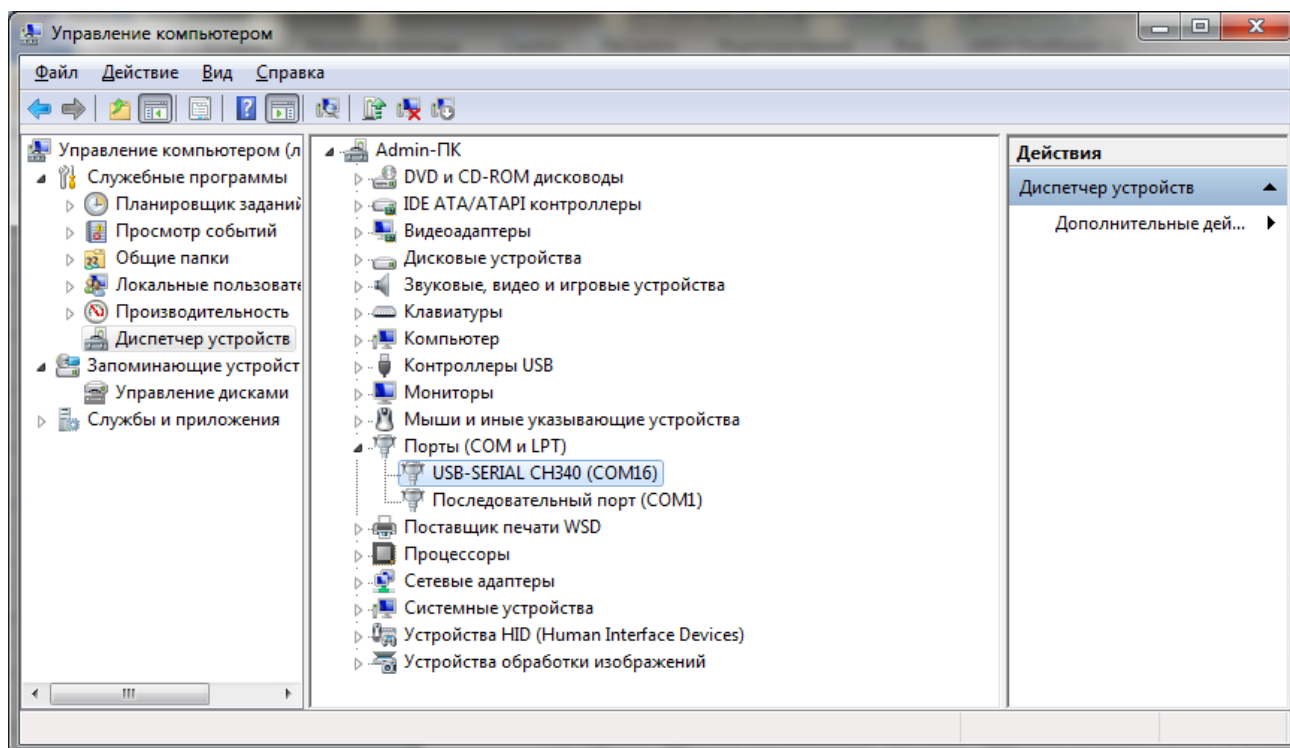 Управление компьютером
Файл Действие Вид Справка
Управление компьютером (л
Служебные программы
Планировщик заданий
Просмотр событий
Общие папки
Локальные пользовате
Производительность
Диспетчер устройств
Запоминающие устройст
Управление дисками
Службы и приложения
Admin-ПК
DVD и CD-ROM дисководы
IDE ATA/ATAPI контроллеры
Видеоадаптеры
Дисковые устройства
Звуковые, видео и игровые устройства
Клавиатуры
Компьютер
Контроллеры USB
Мониторы
Мыши и иные указывающие устройства
Порты (COM и LPT)
USB-SERIAL CH340 (COM16)
Последовательный порт (COM1)
Поставщик печати WSD
Процессоры
Сетевые адаптеры
Системные устройства
Устройства HID (Human Interface Devices)
Устройства обработки изображений
Действия
Диспетчер устройств
Дополнительные дей...